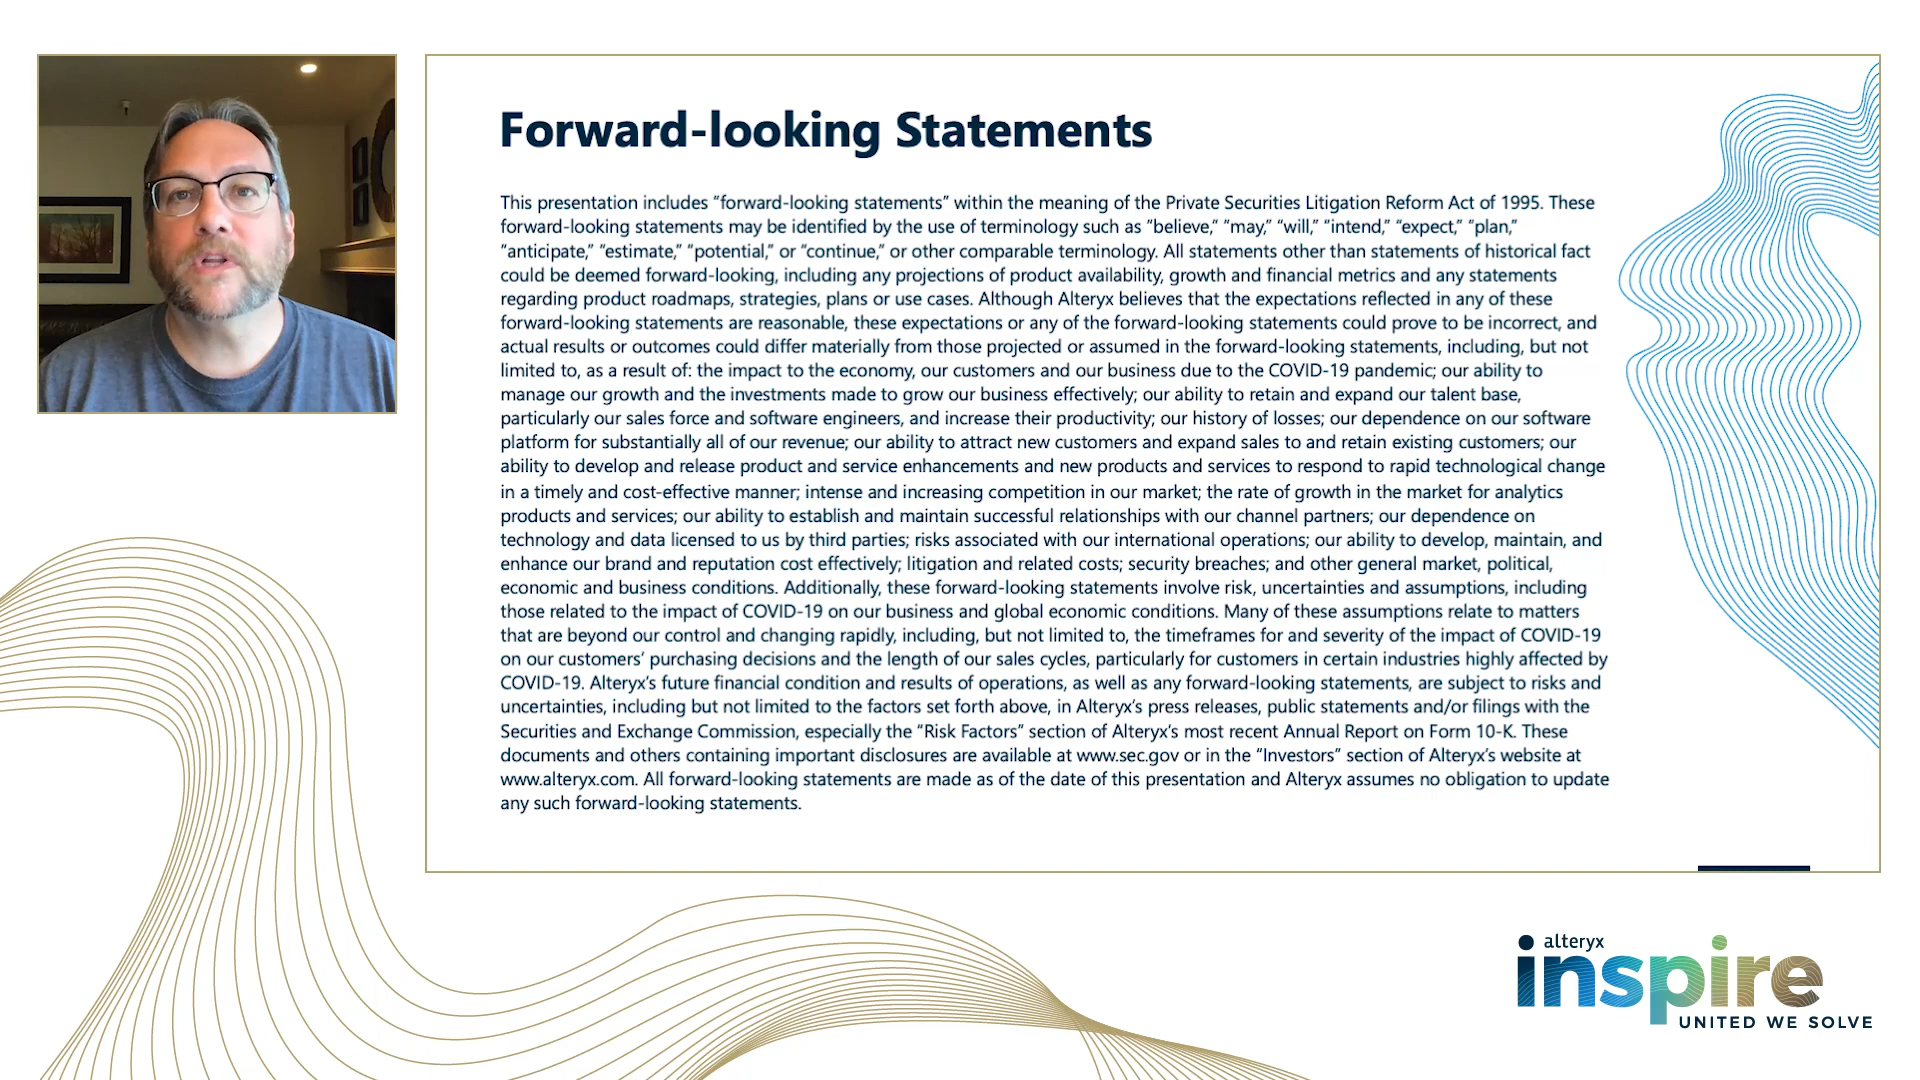 Forward-looking Statements
This presentation includes “forward-looking statements” within the meaning of the Private Securities Litigation Reform Act of 1995. These
forward-looking statements may be identified by the use of terminology such as “believe,” “may,” “will,” “intend,” “expect,” “plan,”
“anticipate,” “estimate,” “potential,” or “continue,” or other comparable terminology. All statements other than statements of historical fact
could be deemed forward-looking, including any projections of product availability, growth and financial metrics and any statements
regarding product roadmaps, strategies, plans or use cases. Although Alteryx believes that the expectations reflected in any of these
forward-looking statements are reasonable, these expectations or any of the forward-looking statements could prove to be incorrect, and
actual results or outcomes could differ materially from those projected or assumed in the forward-looking statements, including, but not
limited to, as a result of: the impact to the economy, our customers and our business due to the COVID-19 pandemic; our ability to
manage our growth and the investments made to grow our business effectively; our ability to retain and expand our talent base,
particularly our sales force and software engineers, and increase their productivity; our history of losses; our dependence on our software
platform for substantially all of our revenue; our ability to attract new customers and expand sales to and retain existing customers; our
ability to develop and release product and service enhancements and new products and services to respond to rapid technological change
in a timely and cost-effective manner; intense and increasing competition in our market; the rate of growth in the market for analytics
products and services; our ability to establish and maintain successful relationships with our channel partners; our dependence on
technology and data licensed to us by third parties; risks associated with our international operations; our ability to develop, maintain, and
enhance our brand and reputation cost effectively; litigation and related costs; security breaches; and other general market, political,
economic and business conditions. Additionally, these forward-looking statements involve risk, uncertainties and assumptions, including
those related to the impact of COVID-19 on our business and global economic conditions. Many of these assumptions relate to matters
that are beyond our control and changing rapidly, including, but not limited to, the timeframes for and severity of the impact of COVID-19
on our customers’ purchasing decisions and the length of our sales cycles, particularly for customers in certain industries highly affected by
COVID-19. Alteryx’s future financial condition and results of operations, as well as any forward-looking statements, are subject to risks and
uncertainties, including but not limited to the factors set forth above, in Alteryx’s press releases, public statements and/or filings with the
Securities and Exchange Commission, especially the “Risk Factors” section of Alteryx’s most recent Annual Report on Form 10-K. These
documents and others containing important disclosures are available at www.sec.gov or in the “Investors” section of Alteryx’s website at
www.alteryx.com. All forward-looking statements are made as of the date of this presentation and Alteryx assumes no obligation to update
any such forward-looking statements.
alteryx
inspire
UNITED WE SOLVE